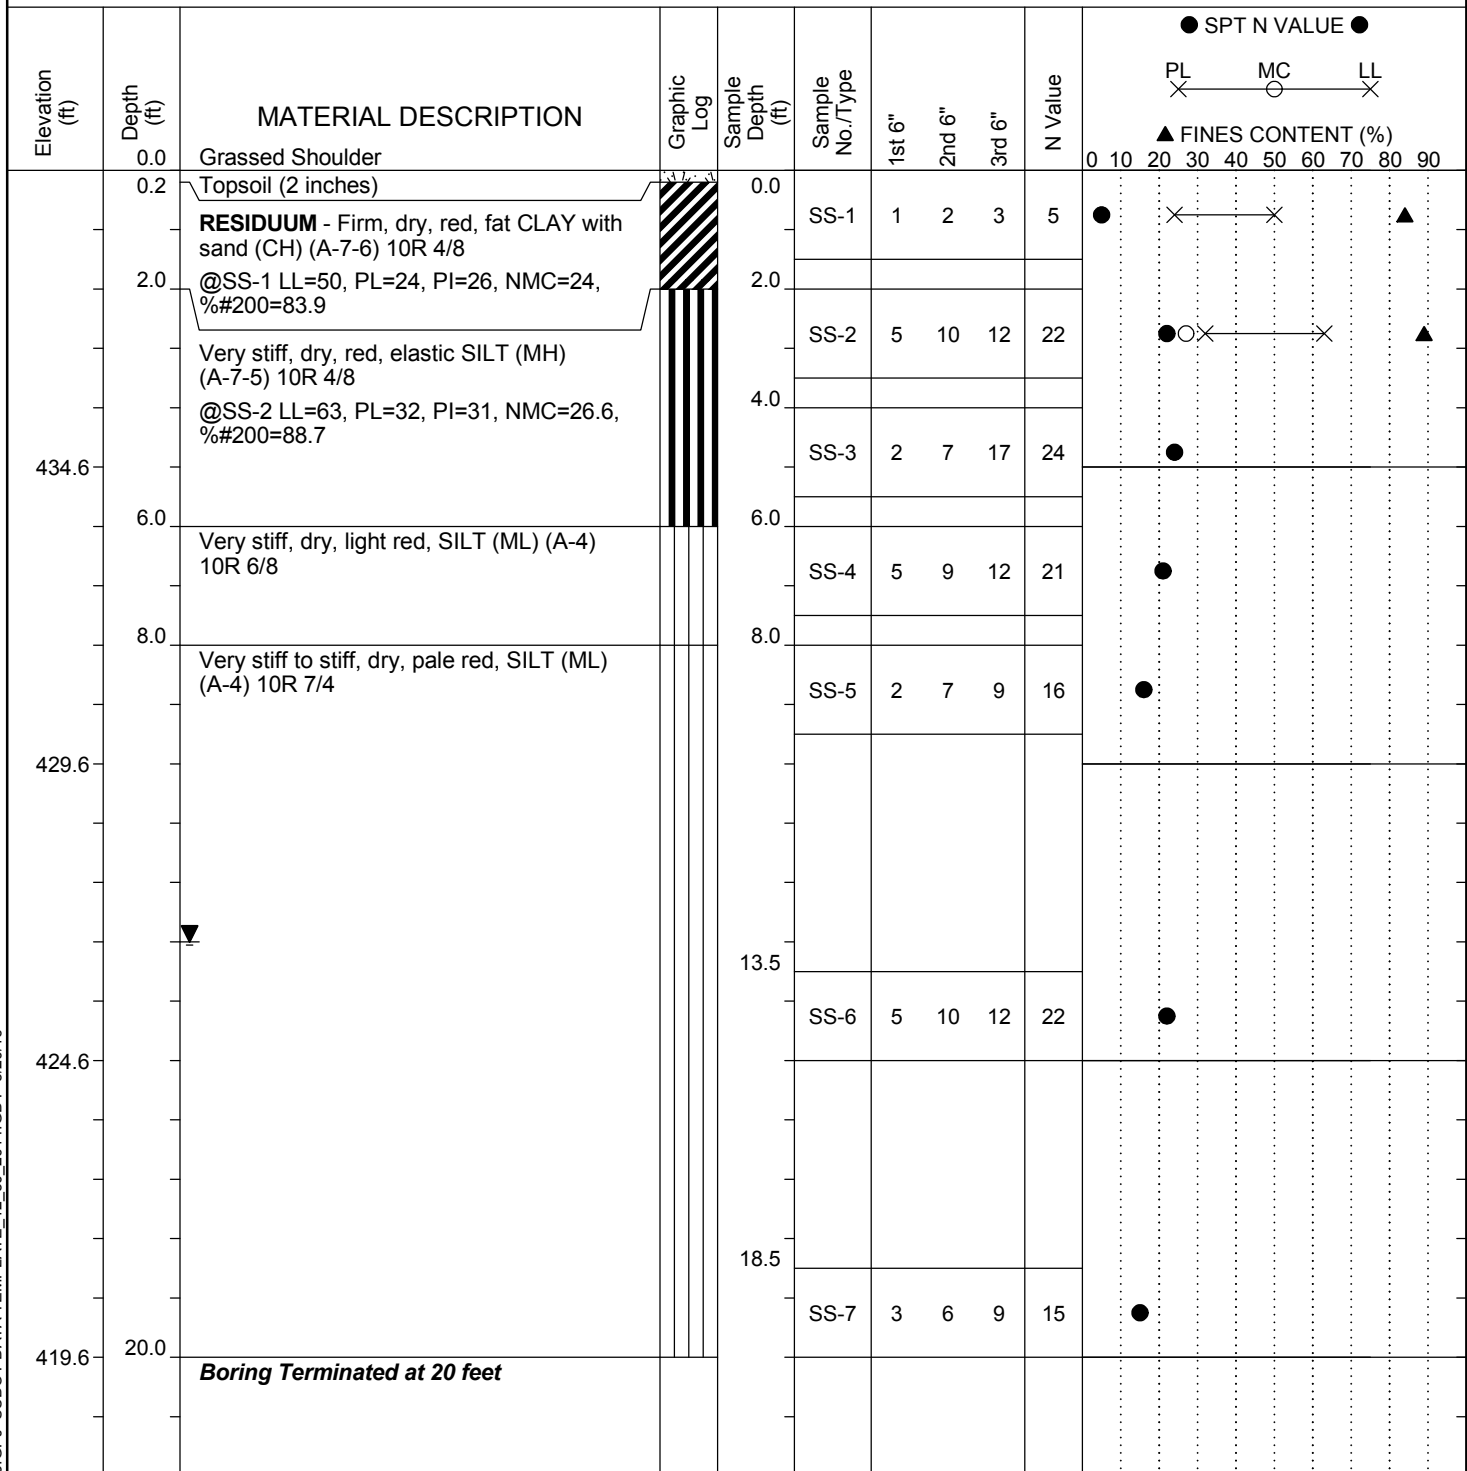 ● SPT N VALUE ●
PL MC LL
▲ FINES CONTENT (%)
0 10 20 30 40 50 60 70 80 90
Elevation (ft)
Depth (ft)
MATERIAL DESCRIPTION
Graphic Log
Sample Depth (ft)
Sample No./Type
1st 6"
2nd 6"
3rd 6"
N Value
0.0 Grassed Shoulder
0.2 Topsoil (2 inches) 0.0
RESIDUUM - Firm, dry, red, fat CLAY with
sand (CH) (A-7-6) 10R 4/8
SS-1 1 2 3 5
@SS-1 LL=50, PL=24, PI=26, NMC=24,
%#200=83.9
2.0 2.0
Very stiff, dry, red, elastic SILT (MH)
(A-7-5) 10R 4/8
SS-2 5 10 12 22
@SS-2 LL=63, PL=32, PI=31, NMC=26.6,
%#200=88.7
4.0
SS-3 2 7 17 24
434.6
6.0 6.0
Very stiff, dry, light red, SILT (ML) (A-4)
10R 6/8
SS-4 5 9 12 21
8.0 8.0
Very stiff to stiff, dry, pale red, SILT (ML)
(A-4) 10R 7/4
SS-5 2 7 9 16
429.6
13.5
SS-6 5 10 12 22
424.6
18.5
SS-7 3 6 9 15
419.6 20.0
Boring Terminated at 20 feet